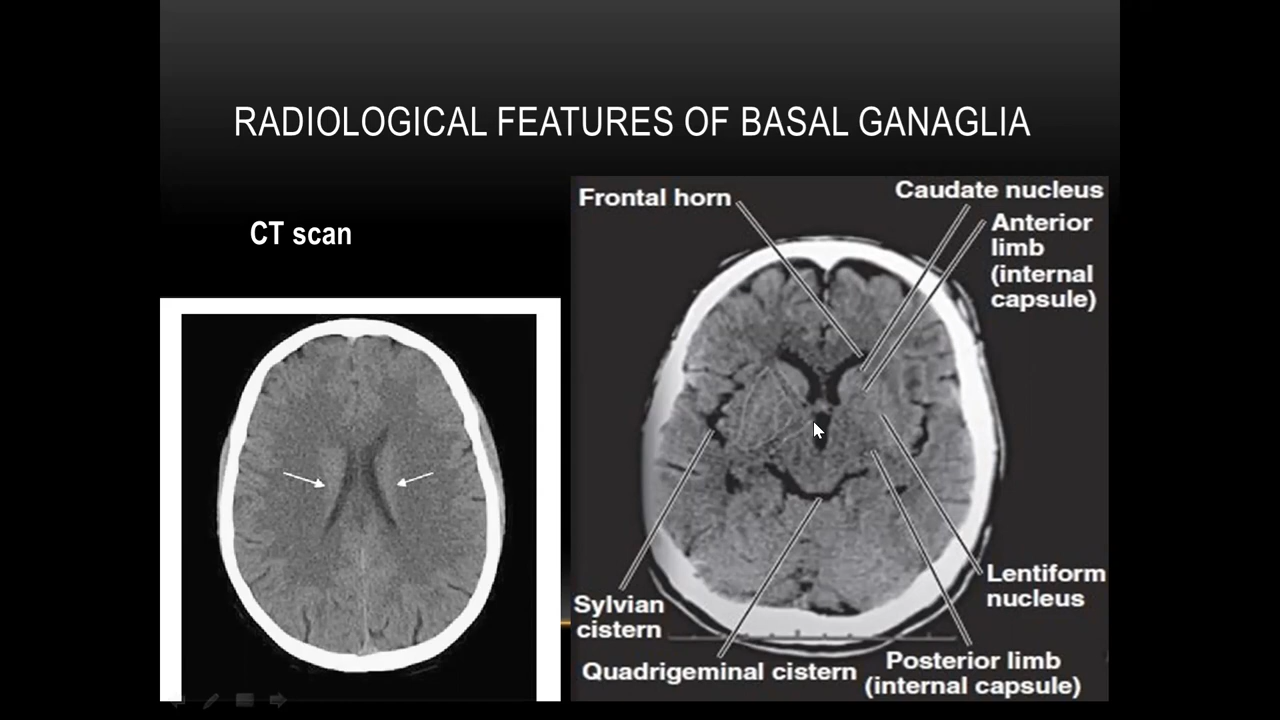 RADIOLOGICAL FEATURES OF BASAL GANAGLIA
CT scan
Frontal horn
Caudate nucleus
Anterior
limb
(internal
capsule)
Lentiform
nucleus
Sylvian
cistern
Quadrigeminal cistern
Posterior limb
(internal capsule)